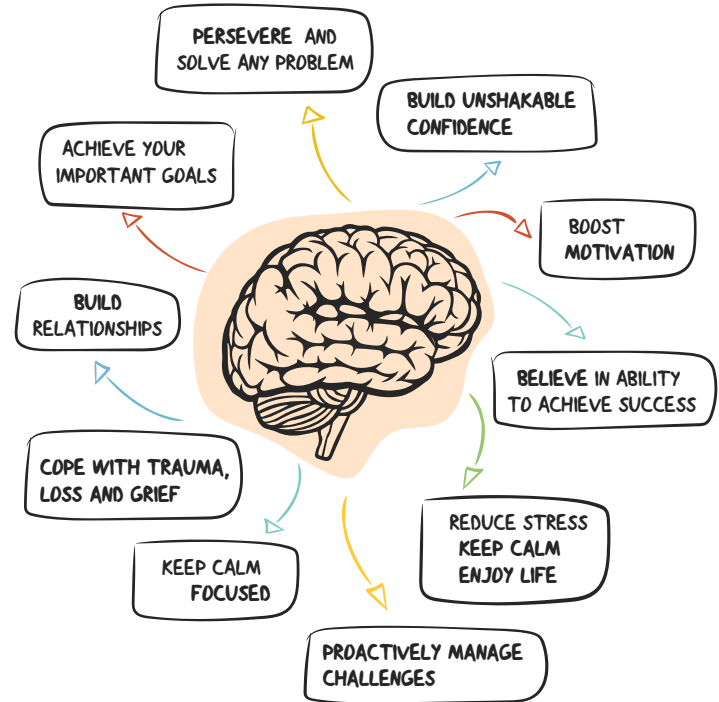 PERSEVERE AND
SOLVE ANY PROBLEM
BUILD UNSHAKABLE
CONFIDENCE
ACHIEVE YOUR
IMPORTANT GOALS
BOOST
MOTIVATION
BUILD
RELATIONSHIPS
BELIEVE IN ABILITY
TO ACHIEVE SUCCESS
COPE WITH TRAUMA,
LOSS AND GRIEF
REDUCE STRESS
KEEP CALM
ENJOY LIFE
KEEP CALM
FOCUSED
PROACTIVELY MANAGE
CHALLENGES